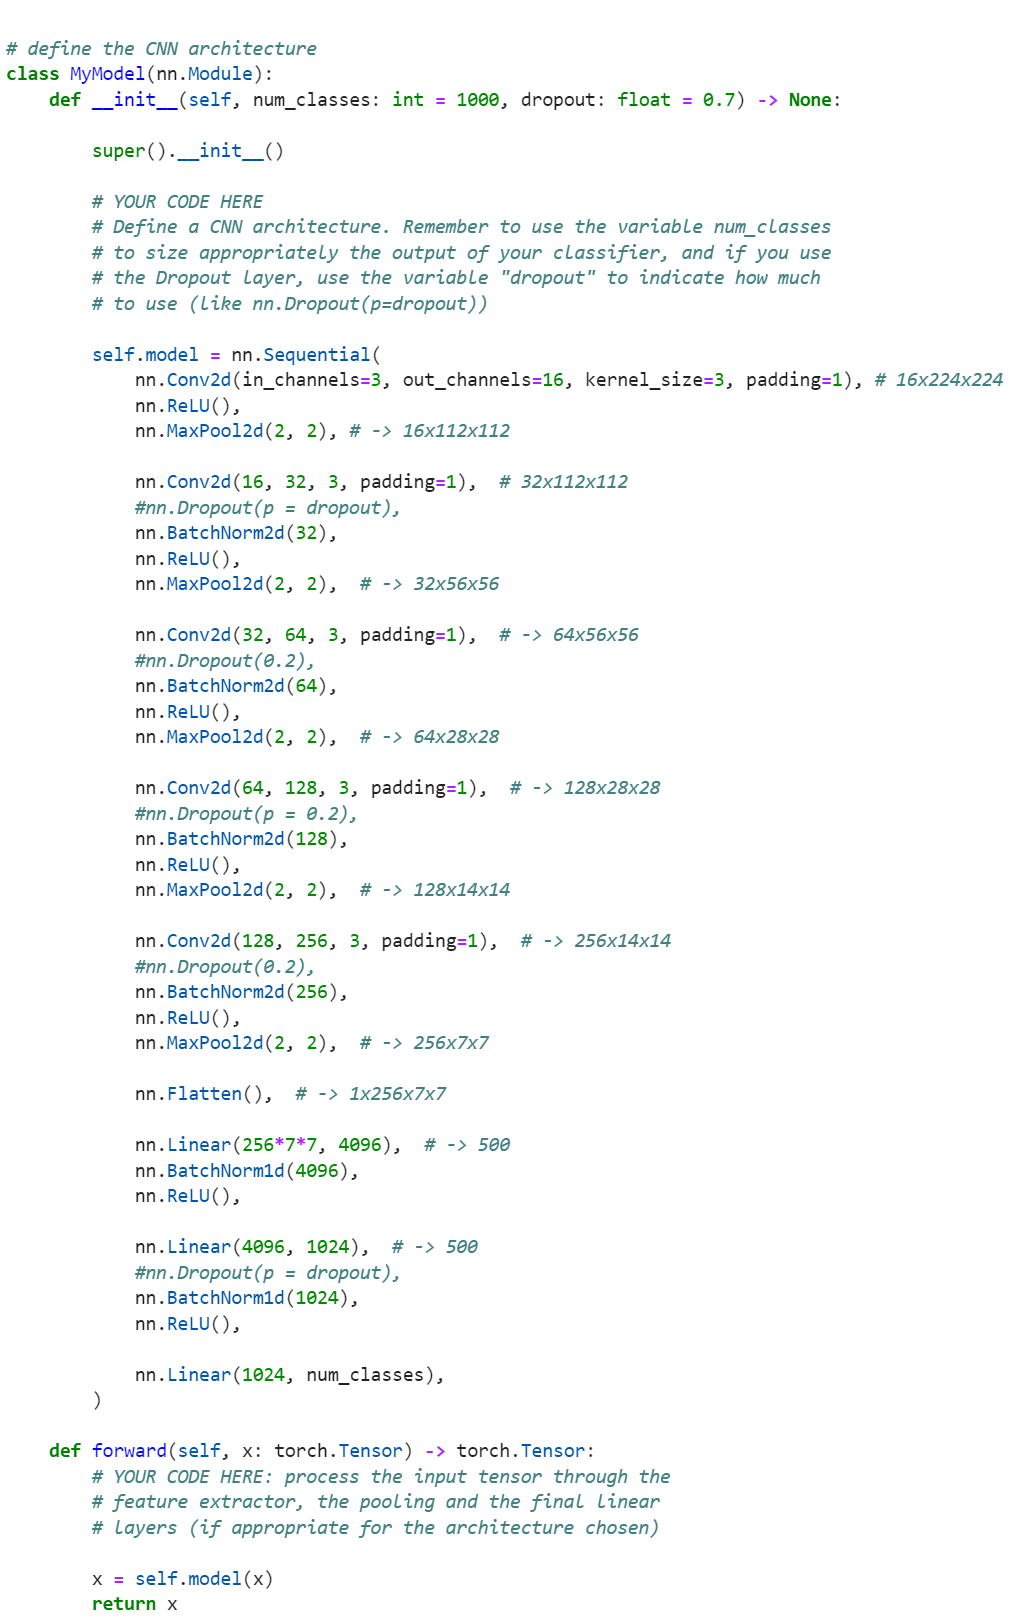 # define the CNN architecture
class MyModel(nn.Module):
    def __init__(self, num_classes: int = 1000, dropout: float = 0.7) -> None:

        super().__init__()

        # YOUR CODE HERE
        # Define a CNN architecture. Remember to use the variable num_classes
        # to size appropriately the output of your classifier, and if you use
        # the Dropout layer, use the variable "dropout" to indicate how much
        # to use (like nn.Dropout(p=dropout))

        self.model = nn.Sequential(
            nn.Conv2d(in_channels=3, out_channels=16, kernel_size=3, padding=1), # 16x224x224
            nn.ReLU(),
            nn.MaxPool2d(2, 2), # -> 16x112x112

            nn.Conv2d(16, 32, 3, padding=1),  # 32x112x112
            #nn.Dropout(p = dropout),
            nn.BatchNorm2d(32),
            nn.ReLU(),
            nn.MaxPool2d(2, 2),  # -> 32x56x56

            nn.Conv2d(32, 64, 3, padding=1),  # -> 64x56x56
            #nn.Dropout(0.2),
            nn.BatchNorm2d(64),
            nn.ReLU(),
            nn.MaxPool2d(2, 2),  # -> 64x28x28

            nn.Conv2d(64, 128, 3, padding=1),  # -> 128x28x28
            #nn.Dropout(p = 0.2),
            nn.BatchNorm2d(128),
            nn.ReLU(),
            nn.MaxPool2d(2, 2),  # -> 128x14x14

            nn.Conv2d(128, 256, 3, padding=1),  # -> 256x14x14
            #nn.Dropout(0.2),
            nn.BatchNorm2d(256),
            nn.ReLU(),
            nn.MaxPool2d(2, 2),  # -> 256x7x7

            nn.Flatten(),  # -> 1x256x7x7

            nn.Linear(256*7*7, 4096),  # -> 500
            nn.BatchNorm1d(4096),
            nn.ReLU(),

            nn.Linear(4096, 1024),  # -> 500
            #nn.Dropout(p = dropout),
            nn.BatchNorm1d(1024),
            nn.ReLU(),

            nn.Linear(1024, num_classes),
        )

    def forward(self, x: torch.Tensor) -> torch.Tensor:
        # YOUR CODE HERE: process the input tensor through the
        # feature extractor, the pooling and the final linear
        # layers (if appropriate for the architecture chosen)

        x = self.model(x)
        return x